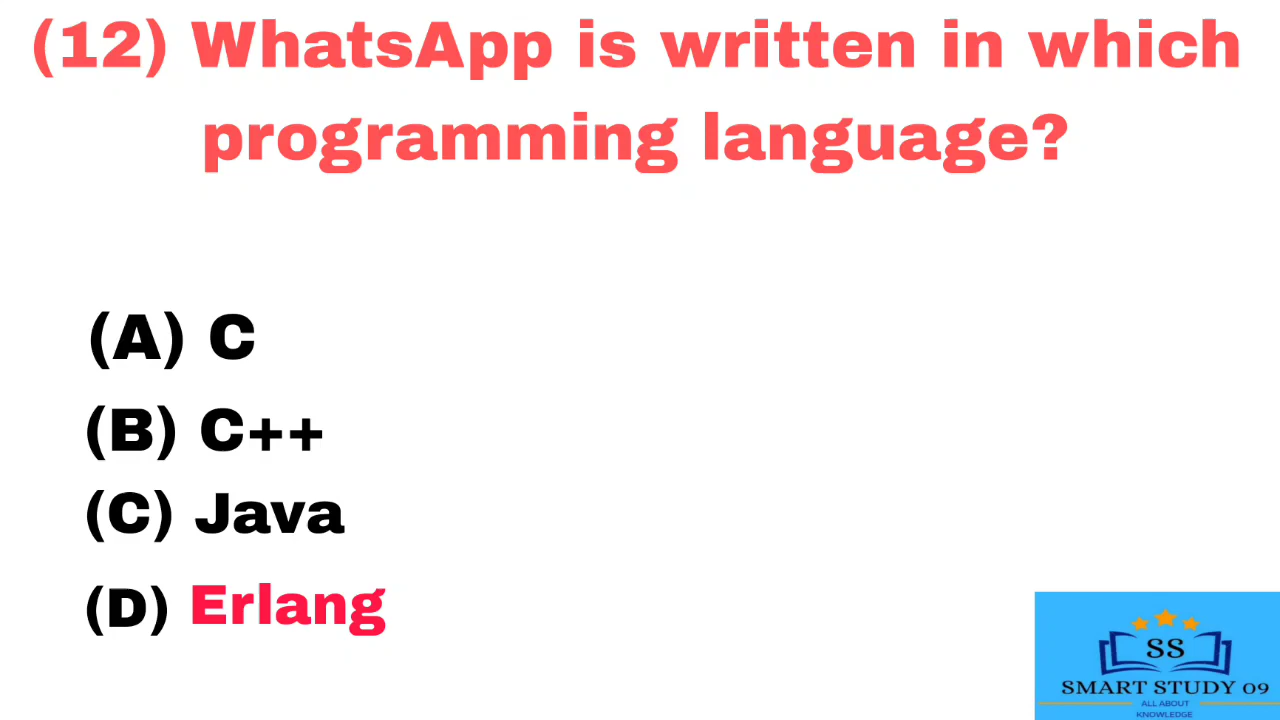 (12) WhatsApp is written in which
programming language?
(A) C
(B) C++
(C) Java
(D) Erlang
SS
SMART STUDY 09
ALL ABOUT
KNOWLEDGE